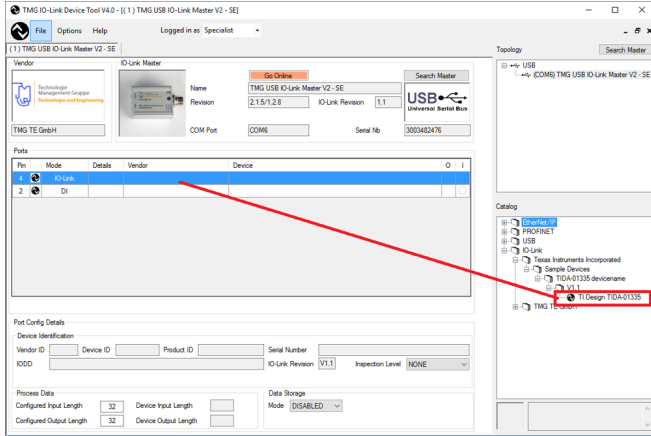 TMG IO-Link Device Tool V4.0 - [( 1 ) TMG USB IO-Link Master V2 - SE]
File Options Help Logged in as Specialist
( 1 ) TMG USB IO-Link Master V2 - SE
Topology Search Master
Vendor IO-Link Master
USB
(COM6) TMG USB IO-Link Master V2 - SE
Go Online Search Master
Technologie
Management Gruppe
Technologie und Engineering
Name TMG USB IO-Link Master V2 - SE
Revision 2.1.5/1.2.8 IO-Link Revision 1.1
USB
Universal Serial Bus
TMG TE GmbH COM Port COM6 Serial Nb 3003482476
Ports
Pin Mode Details Vendor Device O I
4 IO-Link
2 DI
Catalog
EtherNet/IP
PROFINET
USB
IO-Link
Texas Instruments Incorporated
Sample Devices
TIDA-01335 devicename
V1.1
TI Design TIDA-01335
TMG TE GmbH
Port Config Details
Device Identification
Vendor ID Device ID Product ID Serial Number
IODD IO-Link Revision V1.1 Inspection Level NONE
Process Data Data Storage
Configured Input Length 32 Device Input Length Mode DISABLED
Configured Output Length 32 Device Output Length